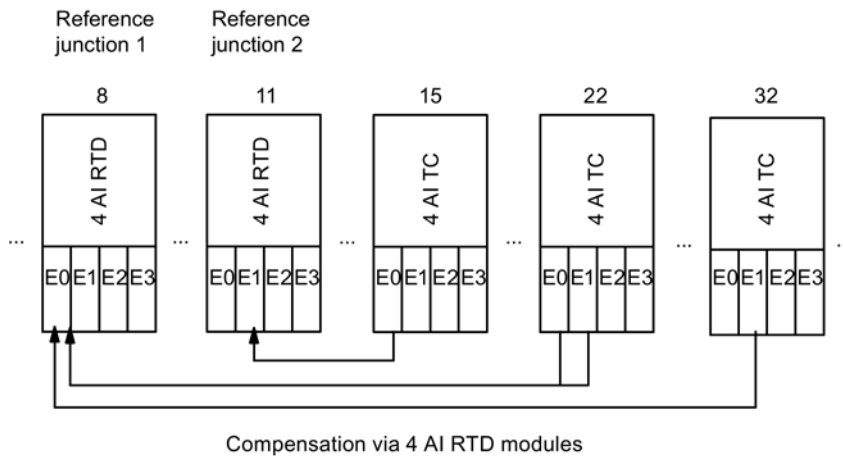 Reference junction 1
Reference junction 2
8
11
15
22
32
4 AI RTD
4 AI RTD
4 AI TC
4 AI TC
4 AI TC
... ... ... ... ... .
E0 E1 E2 E3
E0 E1 E2 E3
E0 E1 E2 E3
E0 E1 E2 E3
E0 E1 E2 E3
Compensation via 4 AI RTD modules